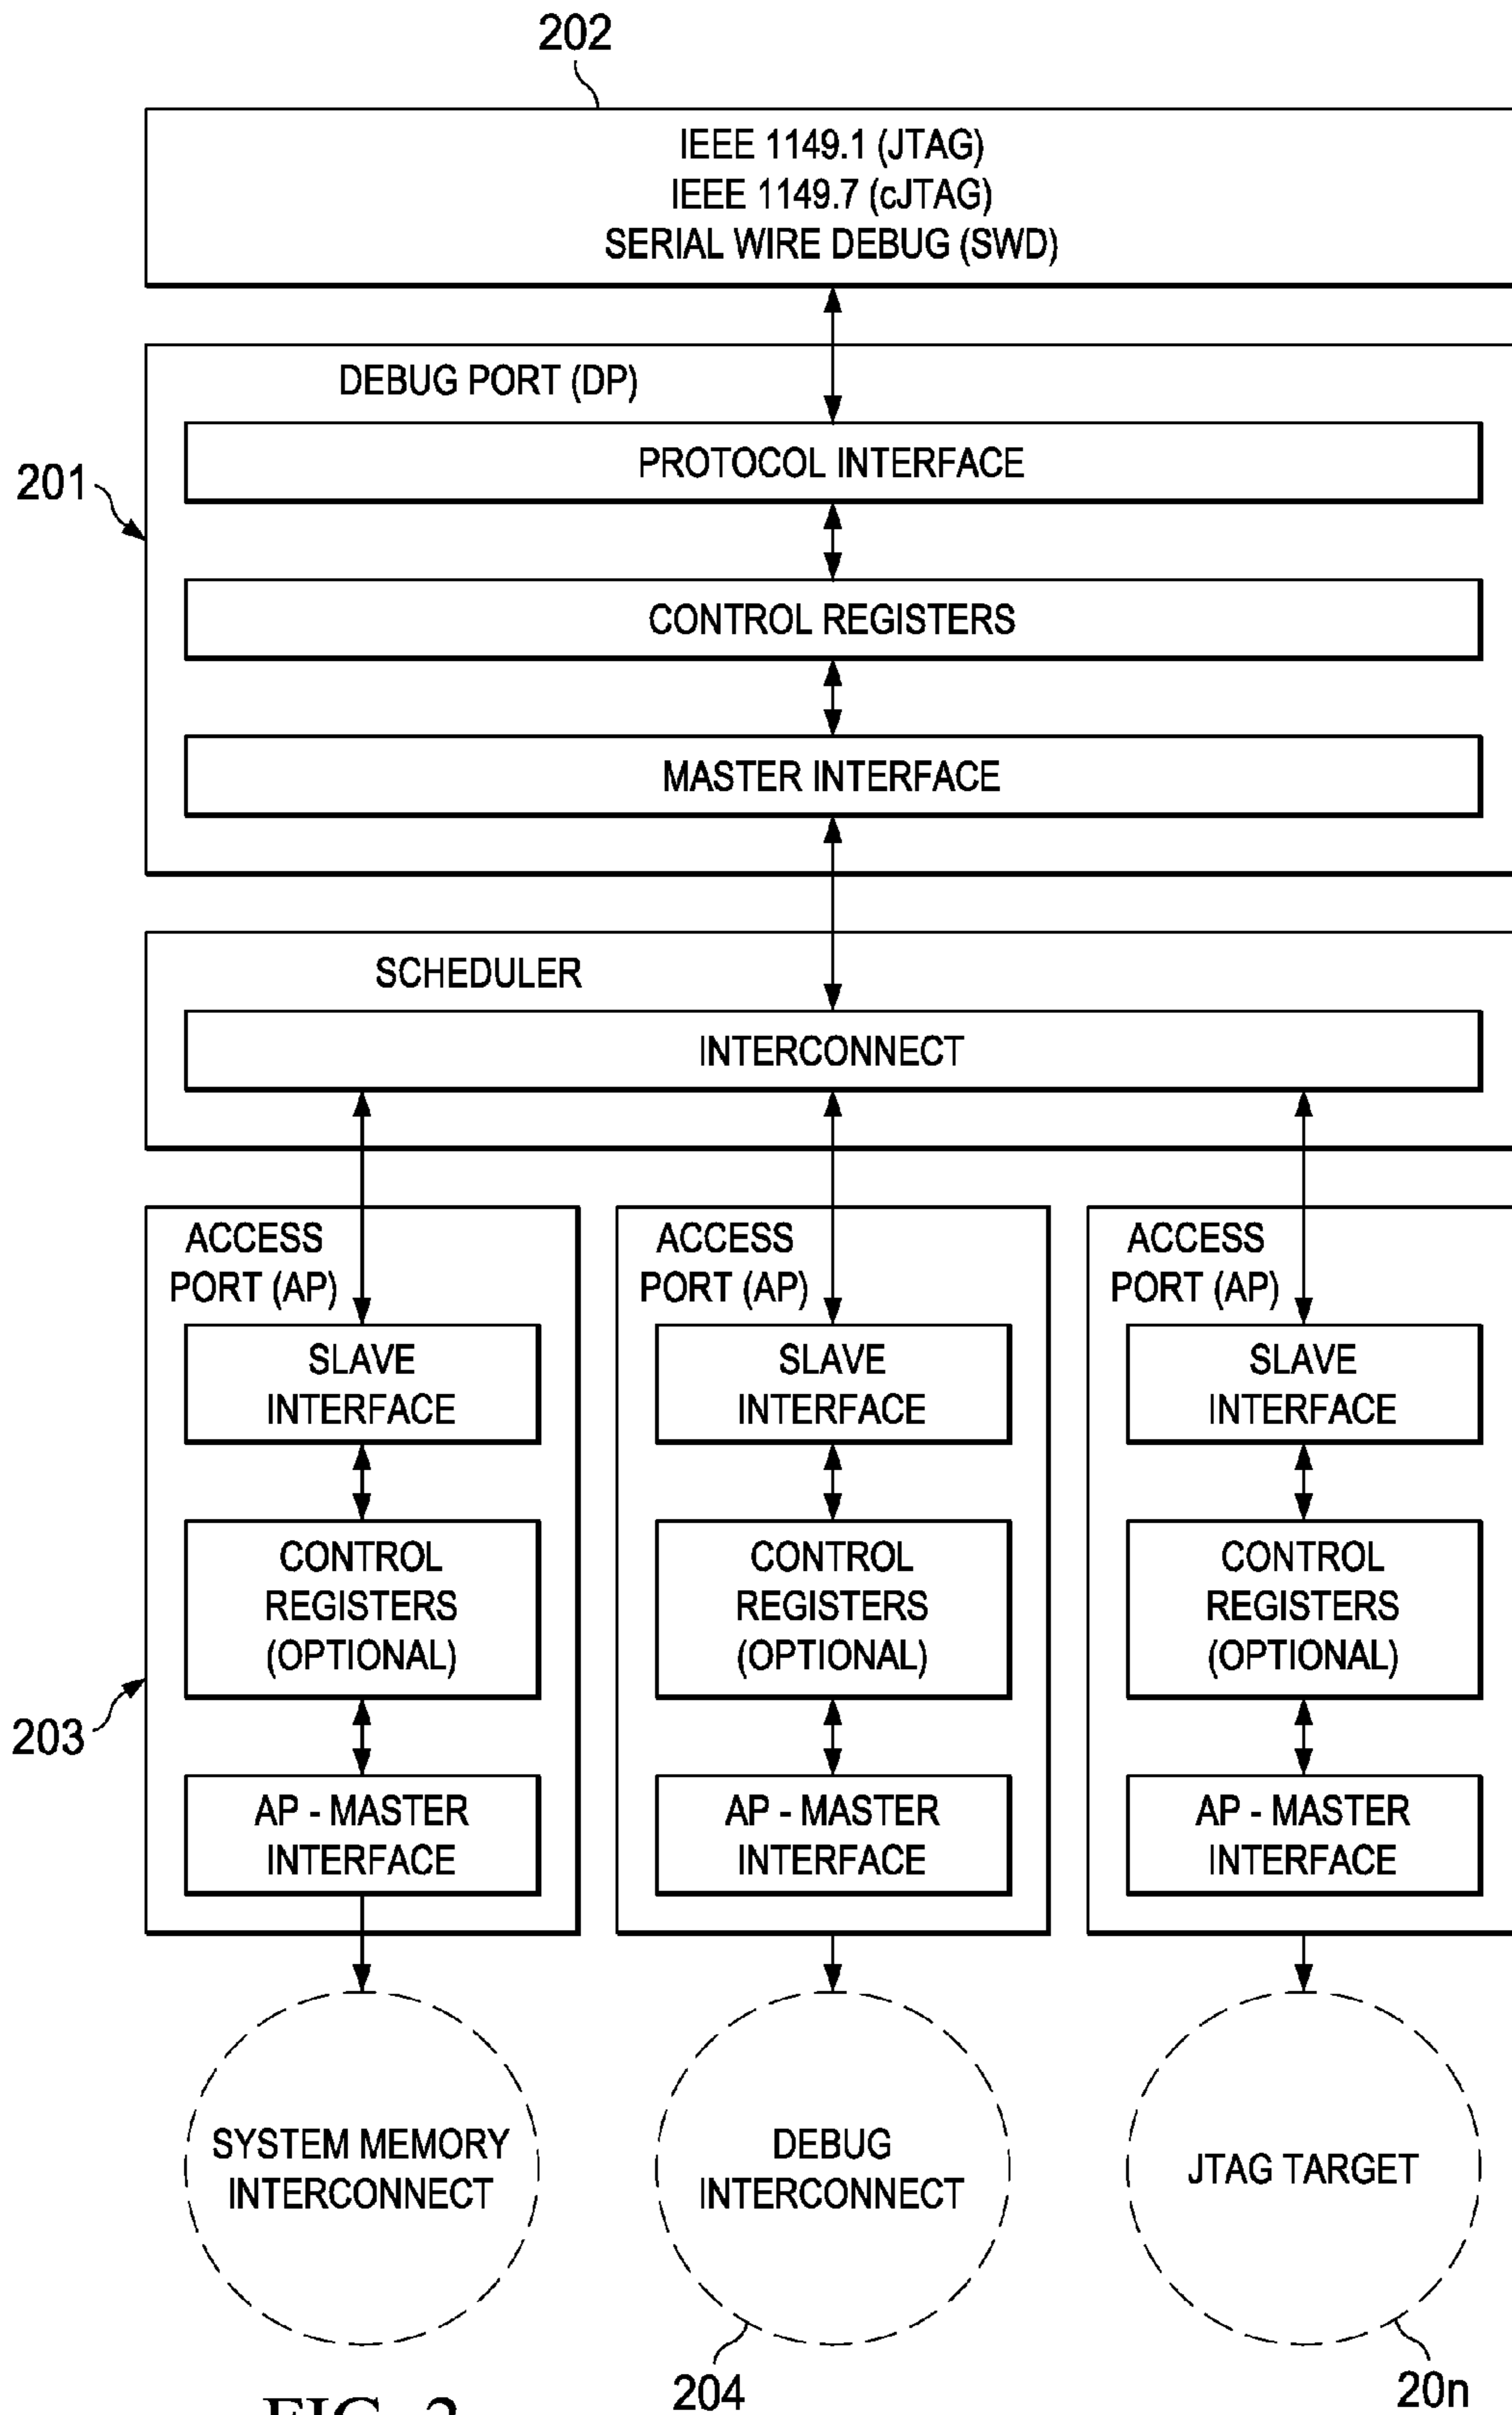 202
IEEE 1149.1 (JTAG)
IEEE 1149.7 (cJTAG)
SERIAL WIRE DEBUG (SWD)
DEBUG PORT (DP)
PROTOCOL INTERFACE
201
CONTROL REGISTERS
MASTER INTERFACE
SCHEDULER
INTERCONNECT
ACCESS
PORT (AP)
SLAVE
INTERFACE
CONTROL
REGISTERS
(OPTIONAL)
203
AP - MASTER
INTERFACE
ACCESS
PORT (AP)
SLAVE
INTERFACE
CONTROL
REGISTERS
(OPTIONAL)
AP - MASTER
INTERFACE
ACCESS
PORT (AP)
SLAVE
INTERFACE
CONTROL
REGISTERS
(OPTIONAL)
AP - MASTER
INTERFACE
SYSTEM MEMORY
INTERCONNECT
DEBUG
INTERCONNECT
JTAG TARGET
204
20n